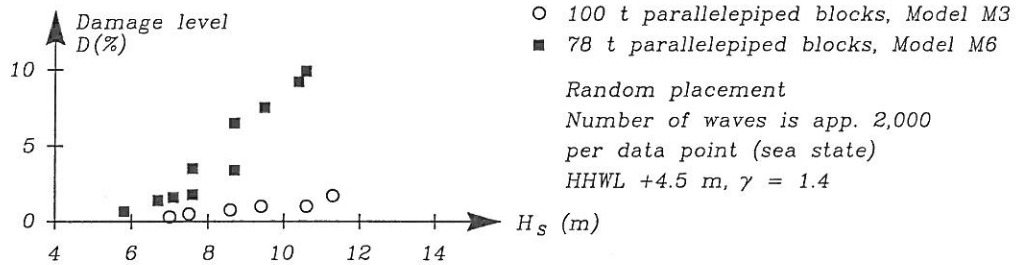 Damage level
D(%)
10
5
0
4
6
8
10
12
14
H_s (m)
100 t parallelepiped blocks, Model M3
78 t parallelepiped blocks, Model M6
Random placement
Number of waves is app. 2,000
per data point (sea state)
HHWL +4.5 m, γ = 1.4